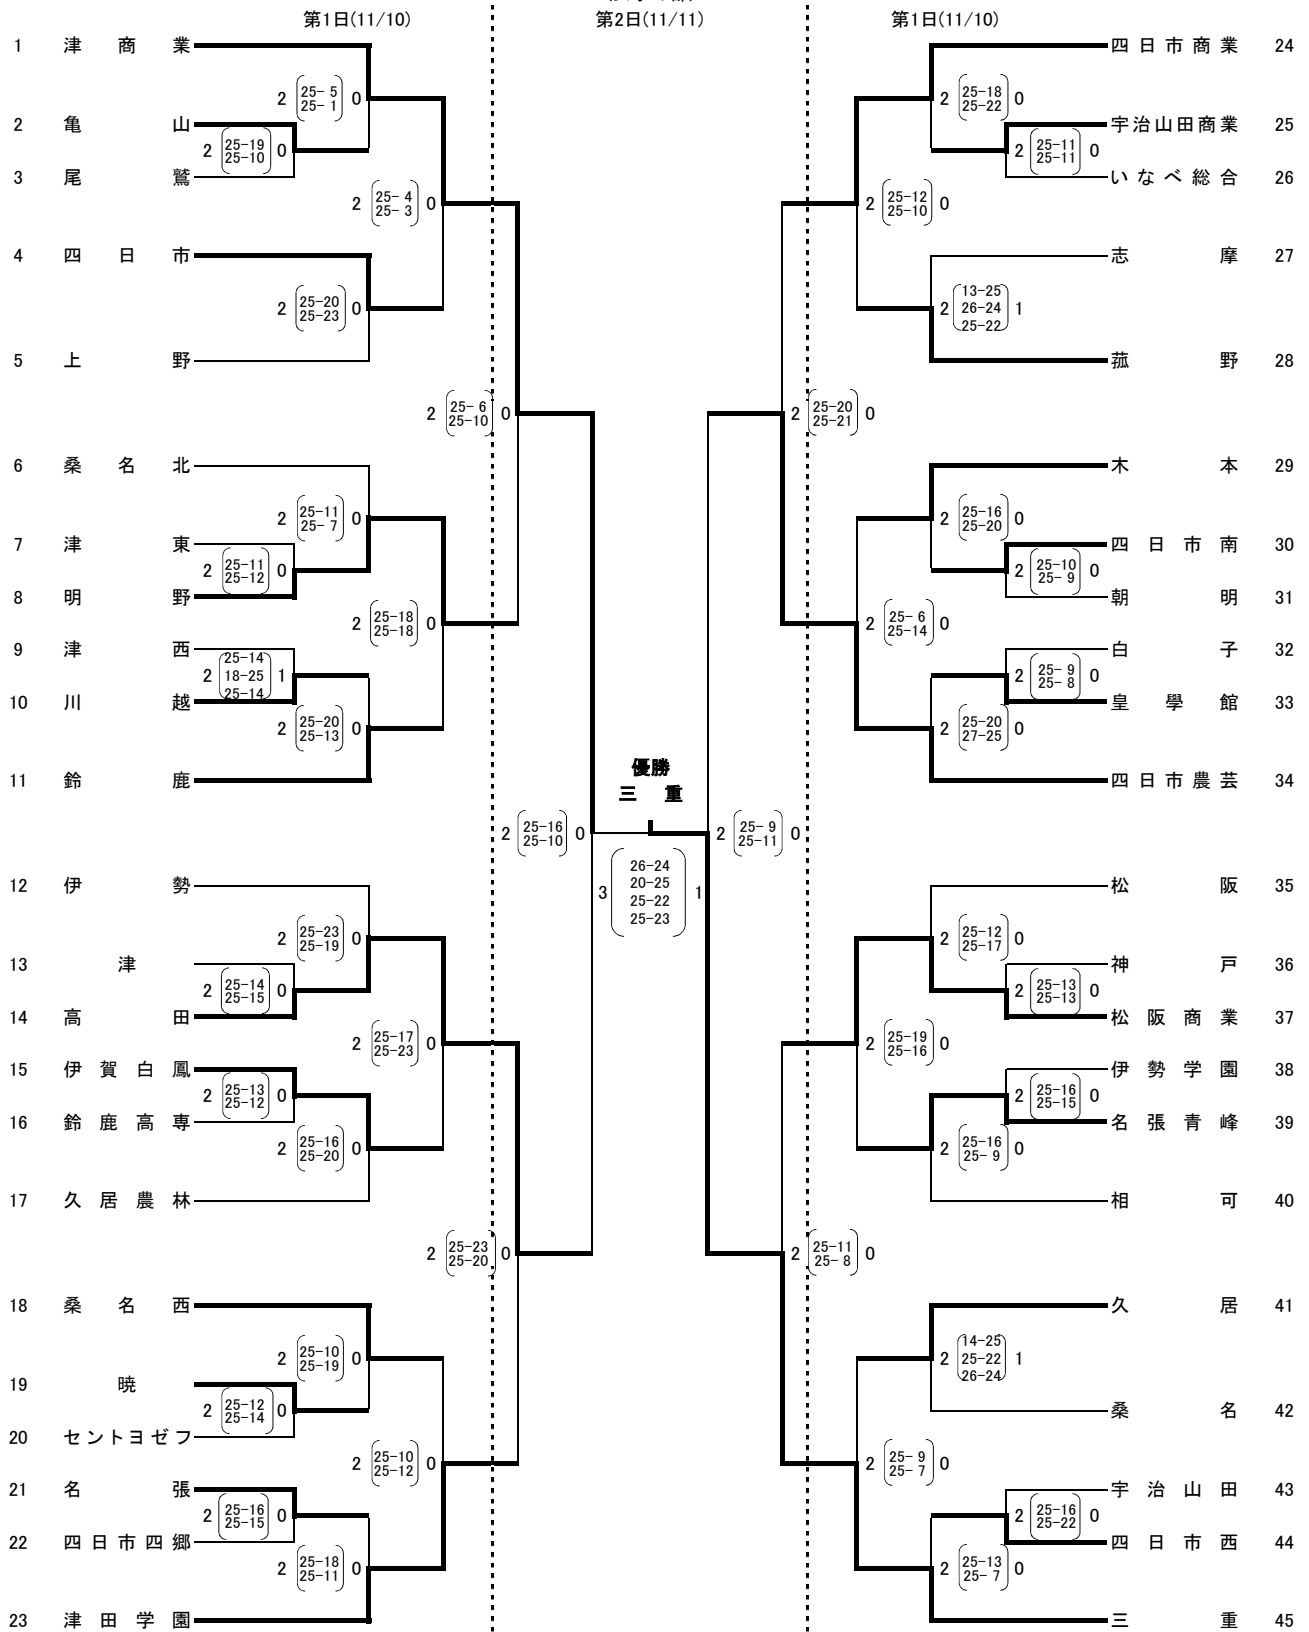 第1日(11/10) 第2日(11/11) 第1日(11/10)
1 津商業
2 [25- 5 25- 1] 0
2 亀山
2 [25-19 25-10] 0
3 尾鷲
2 [25- 4 25- 3] 0
4 四日市
2 [25-20 25-23] 0
5 上野
2 [25- 6 25-10] 0
6 桑名北
2 [25-11 25- 7] 0
7 津東
2 [25-11 25-12] 0
8 明野
2 [25-18 25-18] 0
9 津西
2 [25-14 18-25 25-14] 1
10 川越
2 [25-20 25-13] 0
11 鈴鹿
2 [25-16 25-10] 0
12 伊勢
2 [25-23 25-19] 0
13 津
2 [25-14 25-15] 0
14 高田
2 [25-17 25-23] 0
15 伊賀白鳳
2 [25-13 25-12] 0
16 鈴鹿高専
2 [25-16 25-20] 0
17 久居農林
2 [25-23 25-20] 0
18 桑名西
2 [25-10 25-19] 0
19 暁
2 [25-12 25-14] 0
20 セントヨゼフ
2 [25-10 25-12] 0
21 名張
2 [25-16 25-15] 0
22 四日市四郷
2 [25-18 25-11] 0
23 津田学園
優勝
三重
3 [26-24 20-25 25-22 25-23] 1
四日市商業 24
2 [25-18 25-22] 0
宇治山田商業 25
2 [25-11 25-11] 0
いなべ総合 26
2 [25-12 25-10] 0
志摩 27
2 [13-25 26-24 25-22] 1
菰野 28
2 [25-20 25-21] 0
木本 29
2 [25-16 25-20] 0
四日市南 30
2 [25-10 25- 9] 0
朝明 31
2 [25- 6 25-14] 0
白子 32
2 [25- 9 25- 8] 0
皇學館 33
2 [25-20 27-25] 0
四日市農芸 34
2 [25- 9 25-11] 0
松阪 35
2 [25-12 25-17] 0
神戸 36
2 [25-13 25-13] 0
松阪商業 37
2 [25-19 25-16] 0
伊勢学園 38
2 [25-16 25-15] 0
名張青峰 39
2 [25-16 25- 9] 0
相可 40
2 [25-11 25- 8] 0
久居 41
2 [14-25 25-22 26-24] 1
桑名 42
2 [25- 9 25- 7] 0
宇治山田 43
2 [25-16 25-22] 0
四日市西 44
2 [25-13 25- 7] 0
三重 45